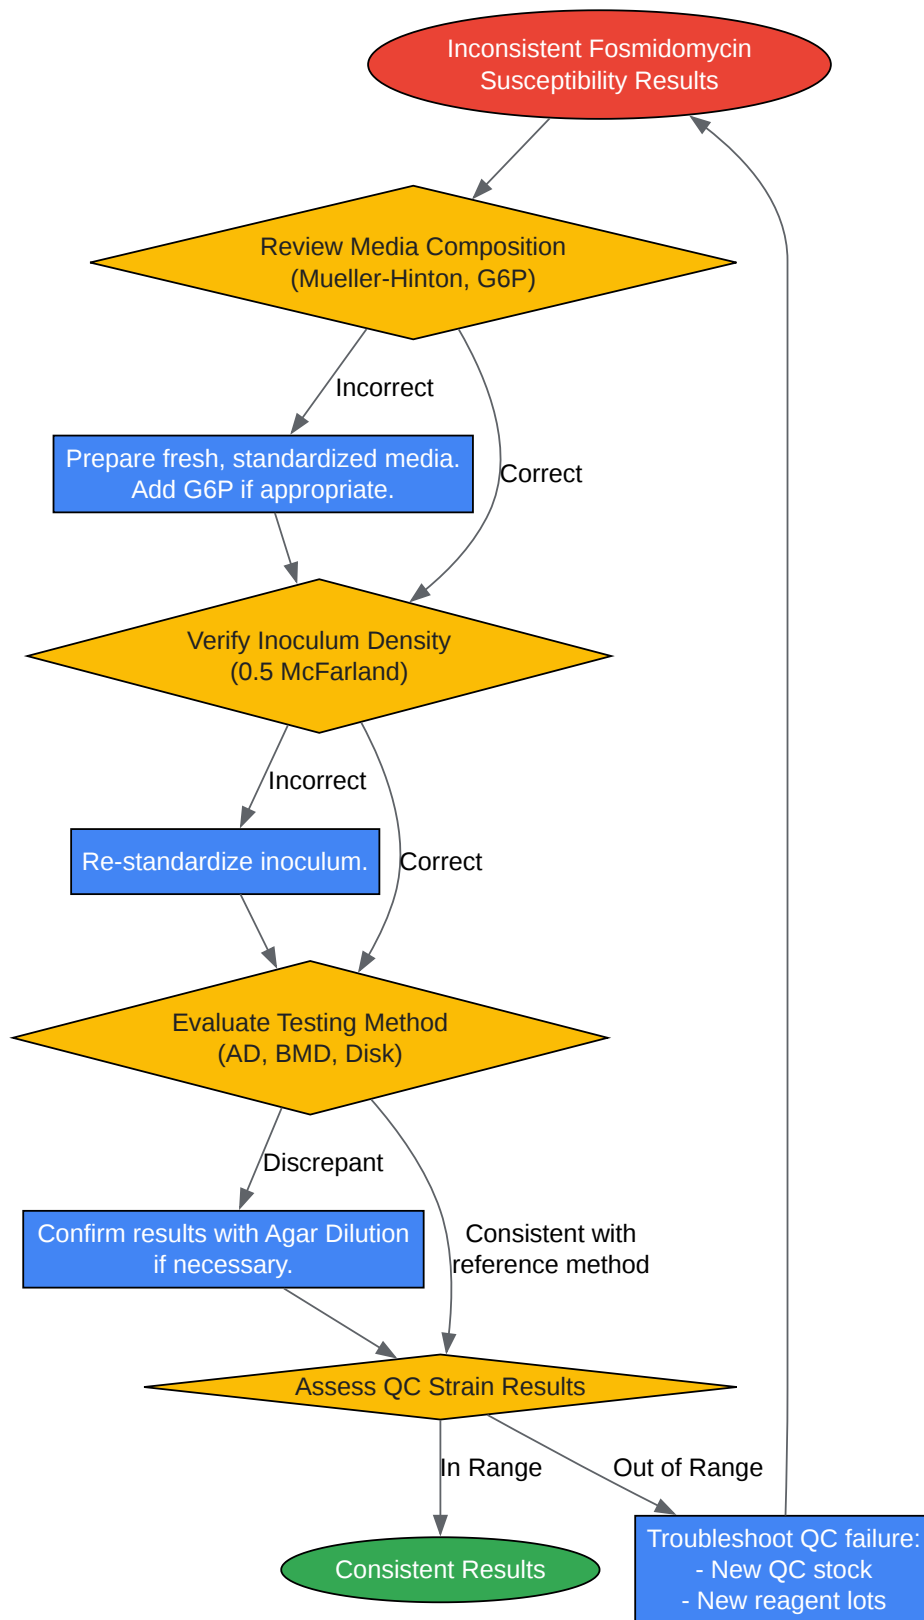 Inconsistent Fosmidomycin
Susceptibility Results
Review Media Composition
(Mueller-Hinton, G6P)
Incorrect
Prepare fresh, standardized media.
Add G6P if appropriate.
Correct
Verify Inoculum Density
(0.5 McFarland)
Incorrect
Re-standardize inoculum.
Correct
Evaluate Testing Method
(AD, BMD, Disk)
Discrepant
Confirm results with Agar Dilution
if necessary.
Consistent with
reference method
Assess QC Strain Results
In Range
Out of Range
Consistent Results
Troubleshoot QC failure:
- New QC stock
- New reagent lots